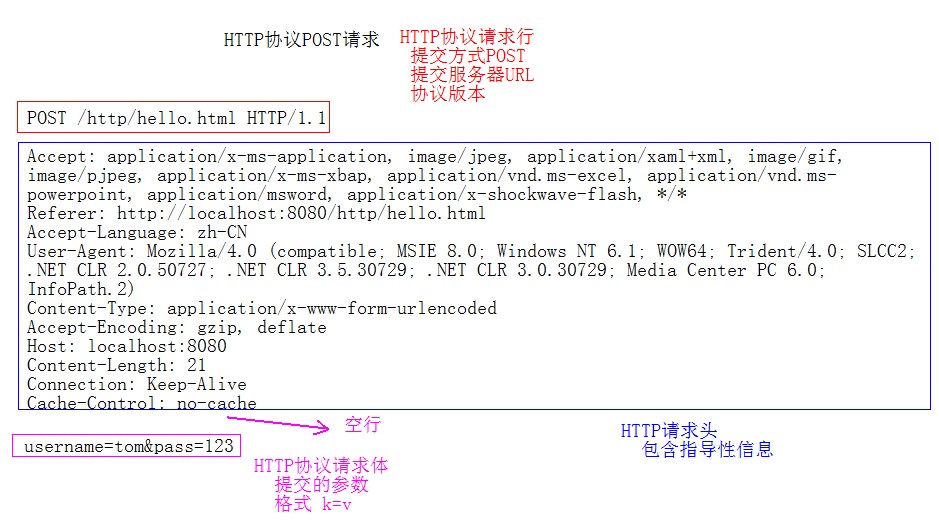 HTTP协议POST请求
HTTP协议请求行
提交方式POST
提交服务器URL
协议版本
POST /http/hello.html HTTP/1.1
Accept: application/x-ms-application, image/jpeg, application/xaml+xml, image/gif,
image/pjpeg, application/x-ms-xbap, application/vnd.ms-excel, application/vnd.ms-
powerpoint, application/msword, application/x-shockwave-flash, */*
Referer: http://localhost:8080/http/hello.html
Accept-Language: zh-CN
User-Agent: Mozilla/4.0 (compatible; MSIE 8.0; Windows NT 6.1; WOW64; Trident/4.0; SLCC2;
.NET CLR 2.0.50727; .NET CLR 3.5.30729; .NET CLR 3.0.30729; Media Center PC 6.0;
InfoPath.2)
Content-Type: application/x-www-form-urlencoded
Accept-Encoding: gzip, deflate
Host: localhost:8080
Content-Length: 21
Connection: Keep-Alive
Cache-Control: no-cache
空行
username=tom&pass=123
HTTP请求头
包含指导性信息
HTTP协议请求体
提交的参数
格式 k=v